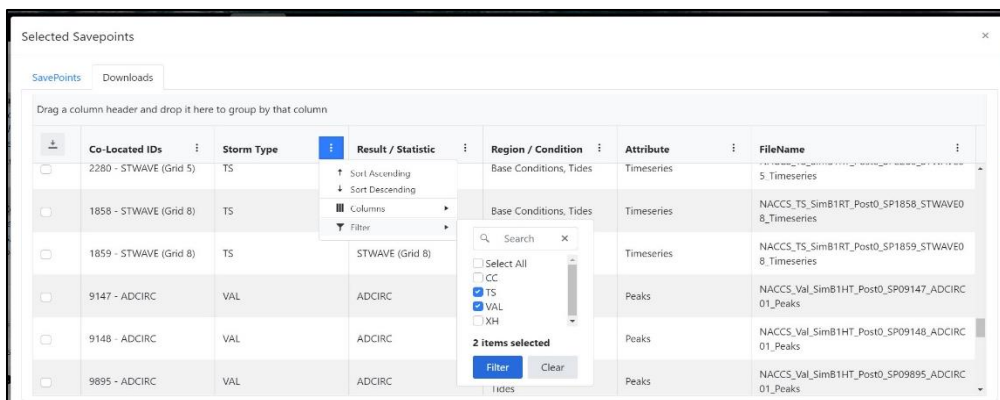 Selected Savepoints
SavePoints Downloads
Drag a column header and drop it here to group by that column
Co-Located IDs Storm Type Result / Statistic Region / Condition Attribute FileName
2280 - STWAVE (Grid 5) TS Base Conditions, Tides Timeseries
5_Timeseries
Sort Ascending
Sort Descending
Columns
Filter
1858 - STWAVE (Grid 8) TS Base Conditions, Tides Timeseries NACCS_TS_SimB1RT_Post0_SP1858_STWAVE0
8_Timeseries
1859 - STWAVE (Grid 8) TS STWAVE (Grid 8) Timeseries NACCS_TS_SimB1RT_Post0_SP1859_STWAVE0
8_Timeseries
Search
Select All
CC
TS
VAL
XH
2 items selected
Filter Clear
9147 - ADCIRC VAL ADCIRC Peaks NACCS_Val_SimB1HT_Post0_SP09147_ADCIRC
01_Peaks
9148 - ADCIRC VAL ADCIRC Peaks NACCS_Val_SimB1HT_Post0_SP09148_ADCIRC
01_Peaks
9895 - ADCIRC VAL ADCIRC Tides Peaks NACCS_Val_SimB1HT_Post0_SP09895_ADCIRC
01_Peaks